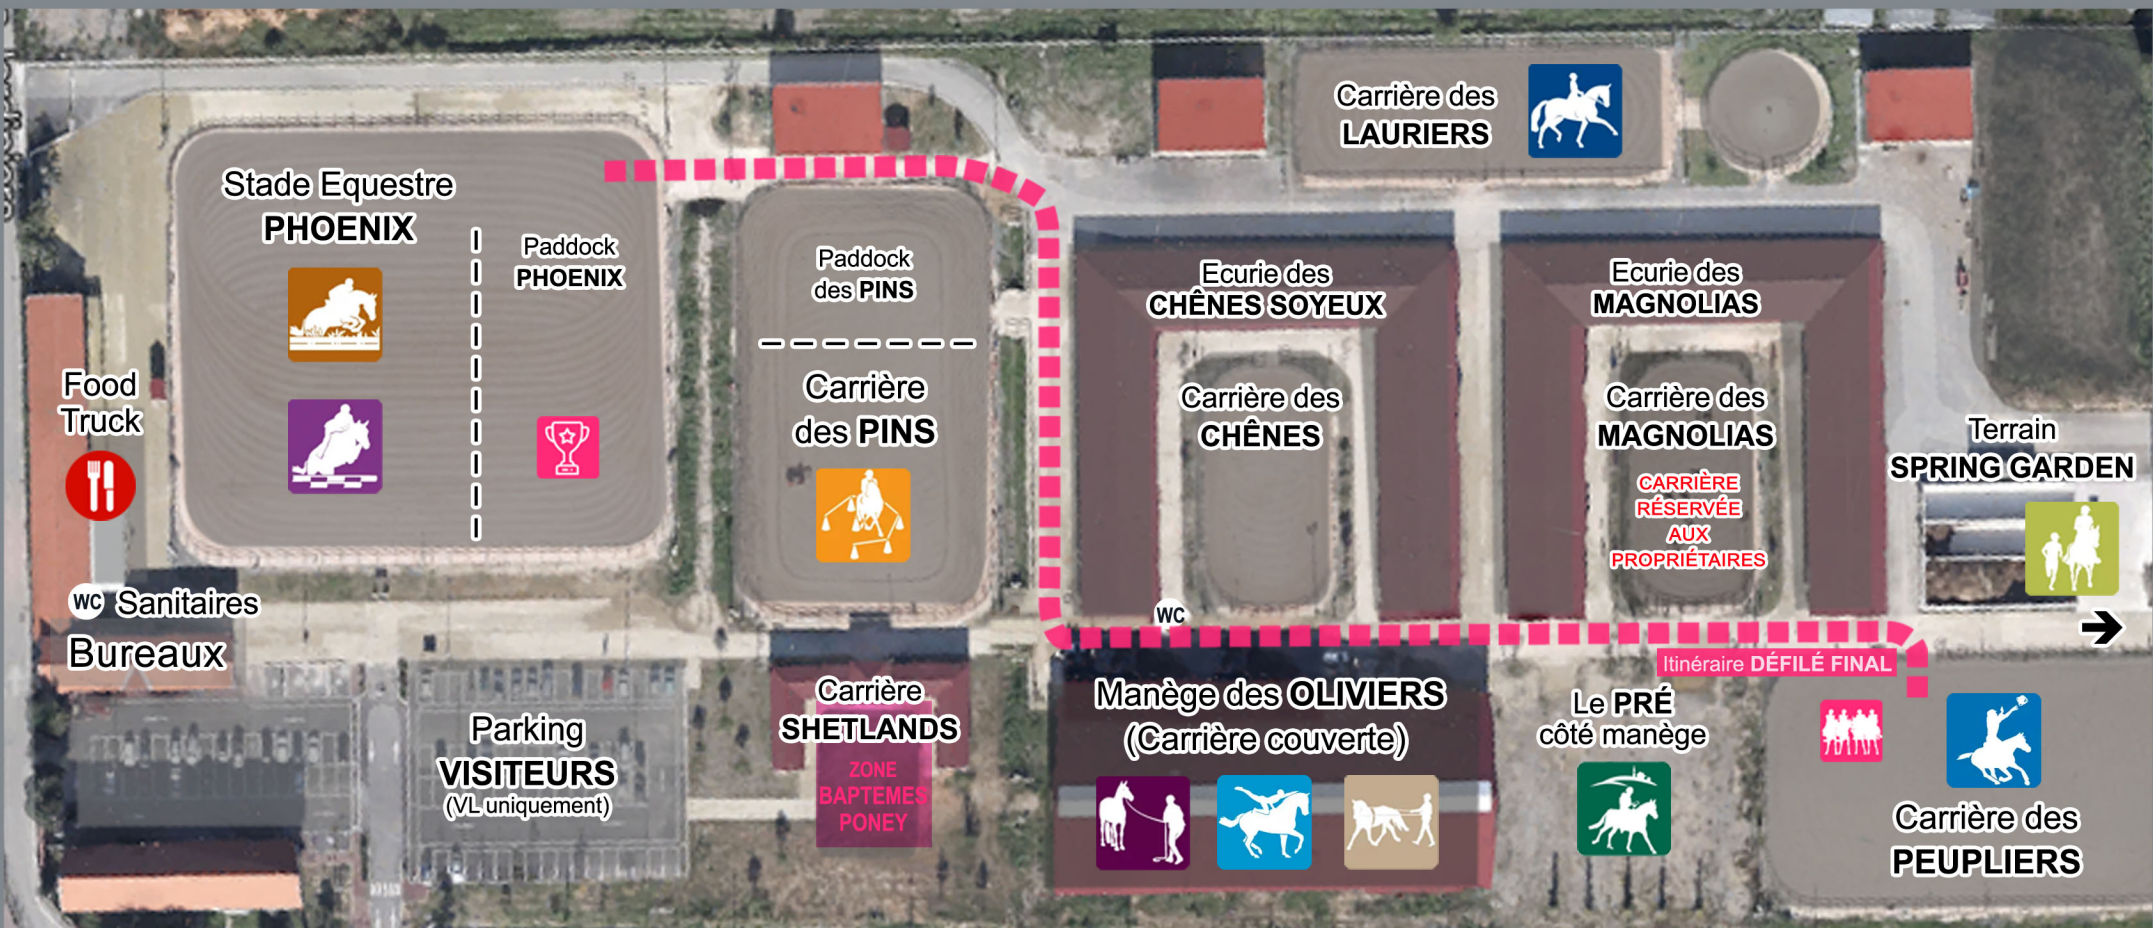 Carrière des
LAURIERS
Stade Equestre
PHOENIX
Paddock
PHOENIX
Paddock
des PINS
Ecurie des
CHÊNES SOYEUX
Ecurie des
MAGNOLIAS
Food
Truck
Carrière
des PINS
Carrière des
CHÊNES
Carrière des
MAGNOLIAS
CARRIÈRE
RÉSERVÉE
AUX
PROPRIÉTAIRES
Terrain
SPRING GARDEN
WC Sanitaires
Bureaux
WC
Itinéraire DÉFILÉ FINAL
Parking
VISITEURS
(VL uniquement)
Carrière
SHETLANDS
ZONE
BAPTEMES
PONEY
Manège des OLIVIERS
(Carrière couverte)
Le PRÉ
côté manège
Carrière des
PEUPLIERS